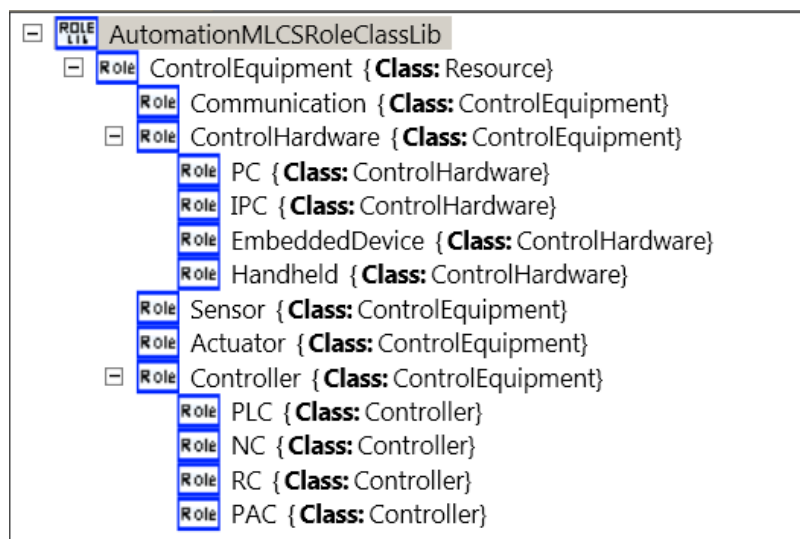 ROLE LIB AutomationMLCSRoleClassLib
Role ControlEquipment {Class: Resource}
Role Communication {Class: ControlEquipment}
Role ControlHardware {Class: ControlEquipment}
Role PC {Class: ControlHardware}
Role IPC {Class: ControlHardware}
Role EmbeddedDevice {Class: ControlHardware}
Role Handheld {Class: ControlHardware}
Role Sensor {Class: ControlEquipment}
Role Actuator {Class: ControlEquipment}
Role Controller {Class: ControlEquipment}
Role PLC {Class: Controller}
Role NC {Class: Controller}
Role RC {Class: Controller}
Role PAC {Class: Controller}